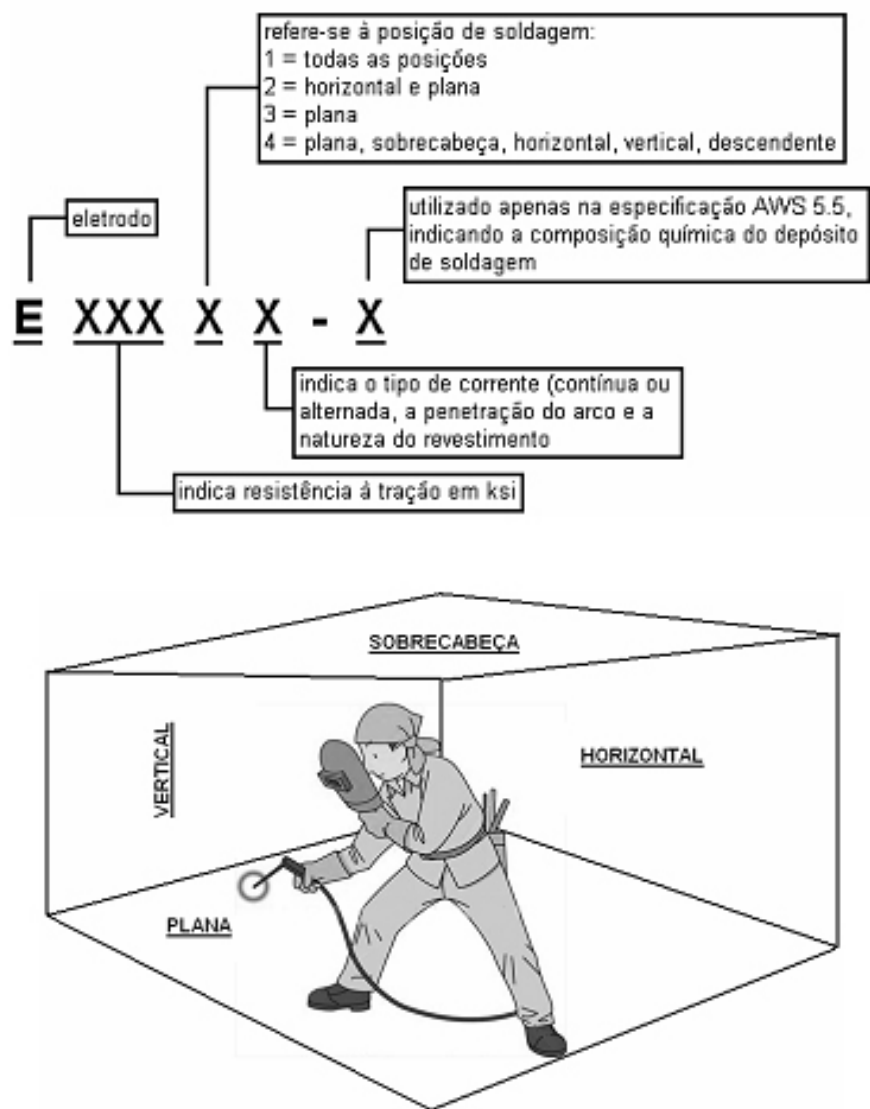 refere-se à posição de soldagem:
1 = todas as posições
2 = horizontal e plana
3 = plana
4 = plana, sobrecabeça, horizontal, vertical, descendente
eletrodo
utilizado apenas na especificação AWS 5.5,
indicando a composição química do depósito
de soldagem
E XXX X X - X
indica o tipo de corrente (contínua ou
alternada, a penetração do arco e a
natureza do revestimento
indica resistência à tração em ksi
SOBRECABEÇA
VERTICAL
HORIZONTAL
PLANA